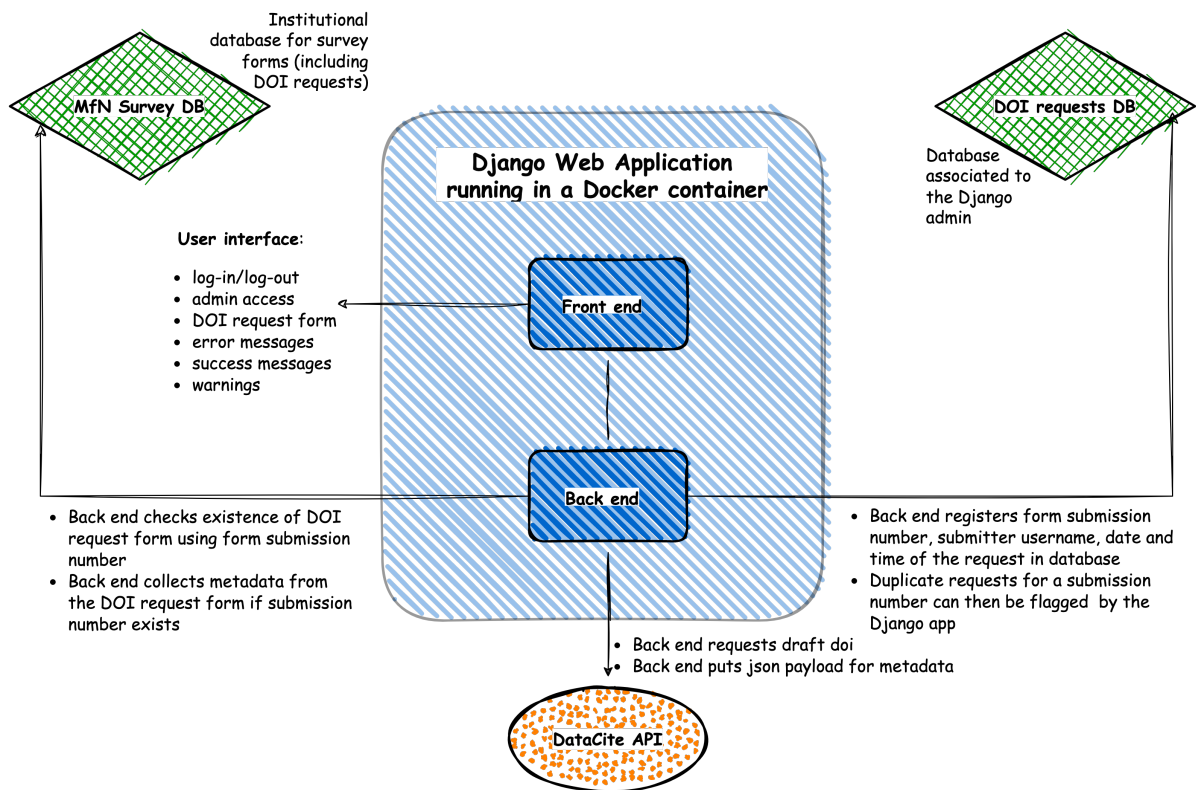 Institutional
database for survey
forms (including
DOI requests)
MfN Survey DB
DOI requests DB
Database
associated to
the Django
admin
Django Web Application
running in a Docker container
User interface:
• log-in/log-out
• admin access
• DOI request form
• error messages
• success messages
• warnings
Front end
Back end
• Back end checks existence of DOI
request form using form submission
number
• Back end collects metadata from
the DOI request form if submission
number exists
• Back end registers form submission
number, submitter username, date and
time of the request in database
• Duplicate requests for a submission
number can then be flagged by the
Django app
• Back end requests draft doi
• Back end puts json payload for metadata
DataCite API